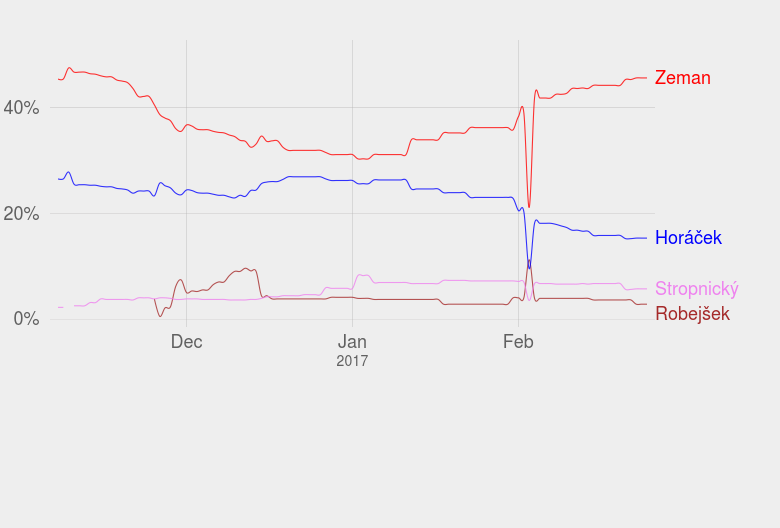 Zeman
40%
20%
Horáček
Stropnický
Robejšek
0%
Dec
Jan
Feb
2017